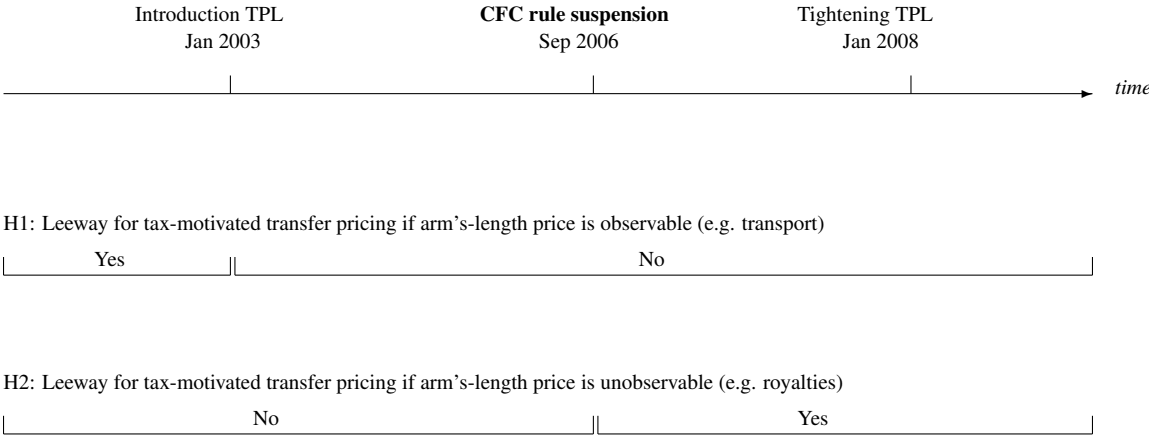 Introduction TPL
Jan 2003
CFC rule suspension
Sep 2006
Tightening TPL
Jan 2008
time
H1: Leeway for tax-motivated transfer pricing if arm's-length price is observable (e.g. transport)
Yes
No
H2: Leeway for tax-motivated transfer pricing if arm's-length price is unobservable (e.g. royalties)
No
Yes